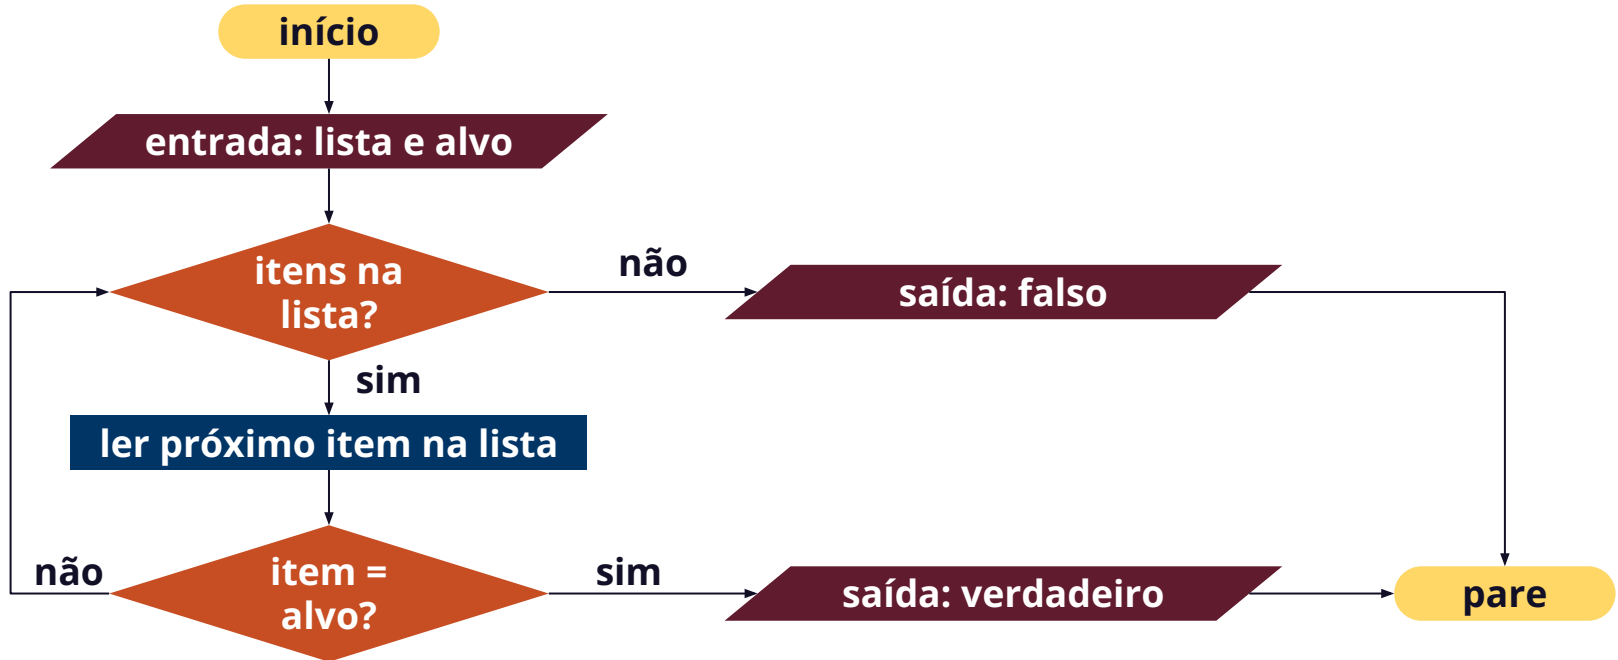 início
entrada: lista e alvo
itens na
lista?
não
saída: falso
sim
ler próximo item na lista
não
item =
alvo?
sim
saída: verdadeiro
pare